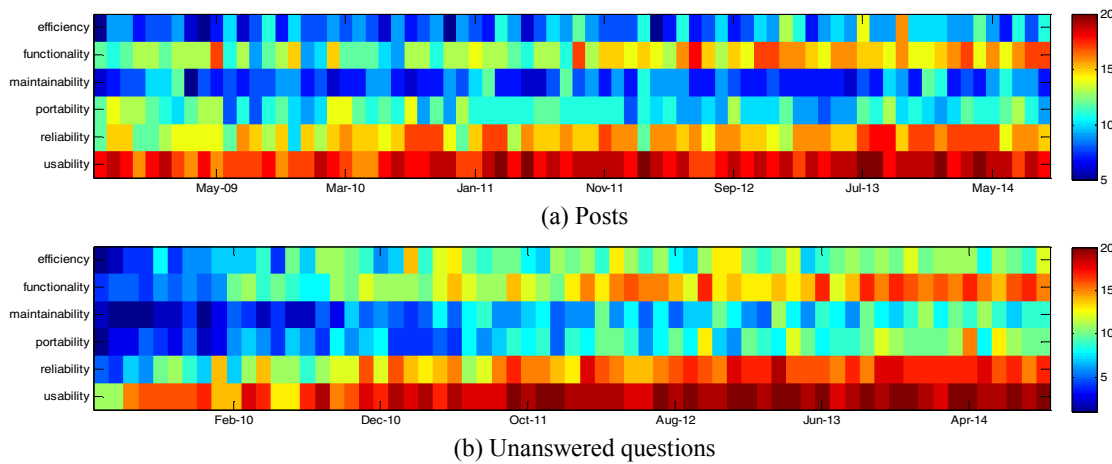 efficiency
functionality
maintainability
portability
reliability
usability
May-09 Mar-10 Jan-11 Nov-11 Sep-12 Jul-13 May-14
20
15
10
5
(a) Posts
efficiency
functionality
maintainability
portability
reliability
usability
Feb-10 Dec-10 Oct-11 Aug-12 Jun-13 Apr-14
20
15
10
5
(b) Unanswered questions